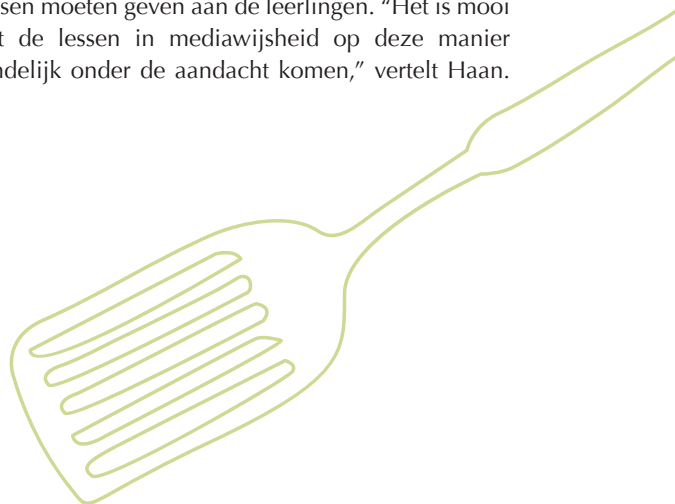 sen moeten geven aan de leerlingen. “Het is mooi
t de lessen in mediawijsheid op deze manier
ndelijk onder de aandacht komen,” vertelt Haan.